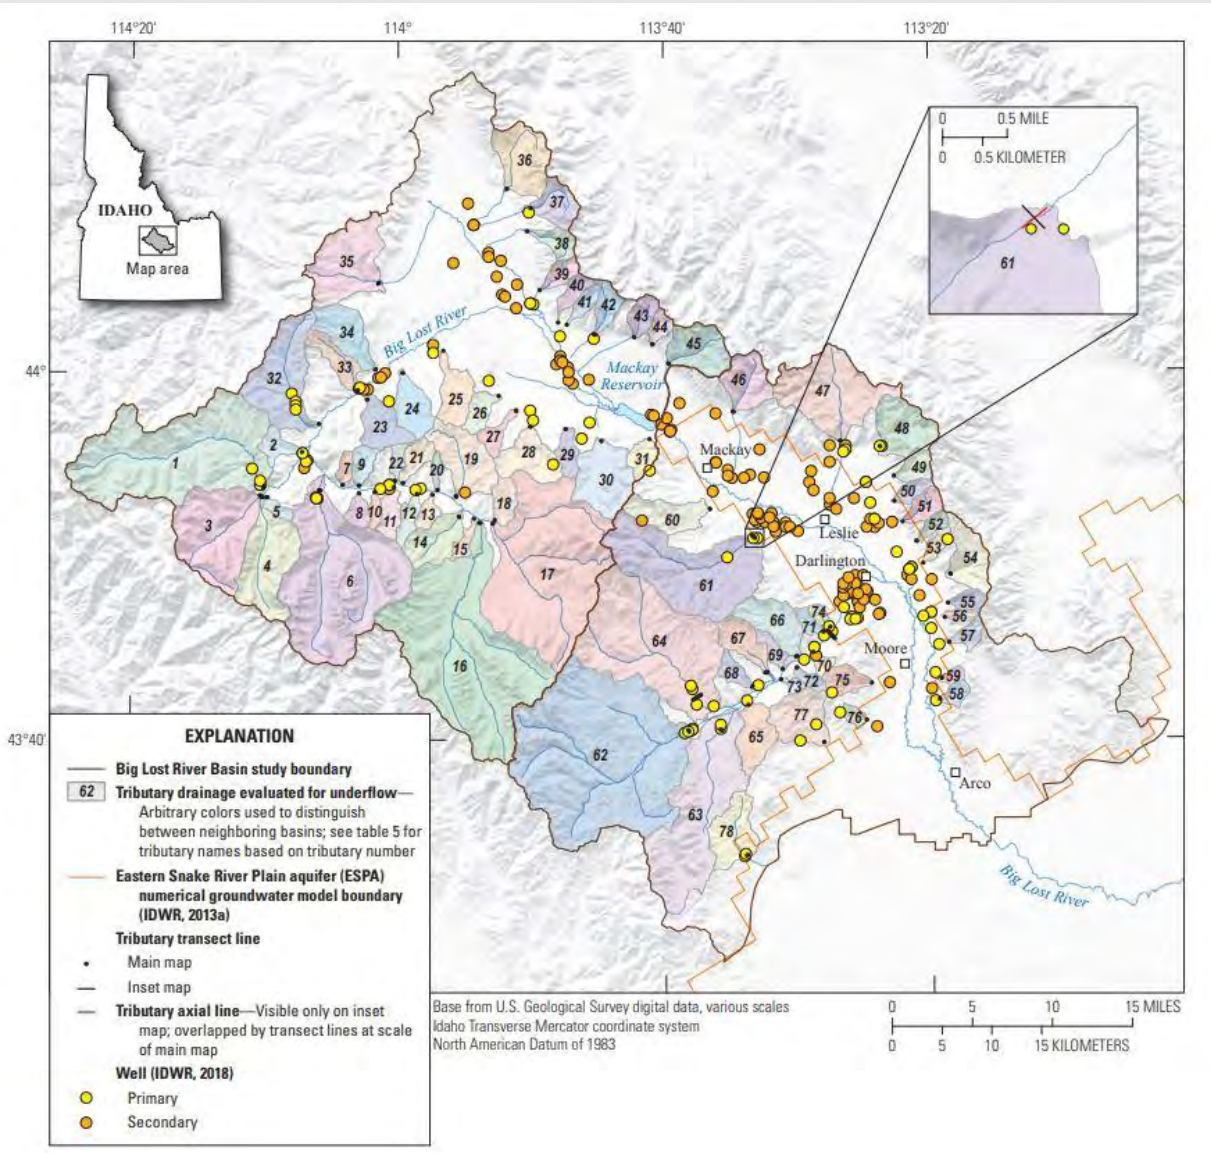 114°20'
114°
113°40'
113°20'
0 0.5 MILE
0 0.5 KILOMETER
61
IDAHO
Map area
36
37
38
35
39
40
41
42
43
44
45
34
Big Lost River
33
32
Mackay
Reservoir
46
47
44°
25
24
26
23
27
48
1
2
Mackay
7
9
22
21
20
19
28
29
31
30
49
50
51
3
5
8
10
11
12
13
18
60
Leslie
52
53
54
4
14
15
Darlington
6
17
61
55
56
57
74
71
66
64
67
69
70
Moore
16
68
73
72
75
59
58
77
76
65
43°40'
62
Arco
63
78
Big Lost River
EXPLANATION
Big Lost River Basin study boundary
62 Tributary drainage evaluated for underflow—
Arbitrary colors used to distinguish
between neighboring basins; see table 5 for
tributary names based on tributary number
Eastern Snake River Plain aquifer (ESPA)
numerical groundwater model boundary
(IDWR, 2013a)
Tributary transect line
Main map
Inset map
Tributary axial line—Visible only on inset
map; overlapped by transect lines at scale
of main map
Well (IDWR, 2018)
Primary
Secondary
Base from U.S. Geological Survey digital data, various scales
Idaho Transverse Mercator coordinate system
North American Datum of 1983
0 5 10 15 MILES
0 5 10 15 KILOMETERS